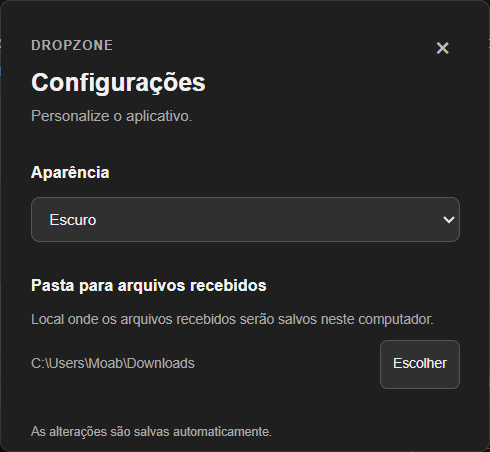 DROPZONE
Configurações
Personalize o aplicativo.
Aparência
Escuro
Pasta para arquivos recebidos
Local onde os arquivos recebidos serão salvos neste computador.
C:\Users\Moab\Downloads
Escolher
As alterações são salvas automaticamente.